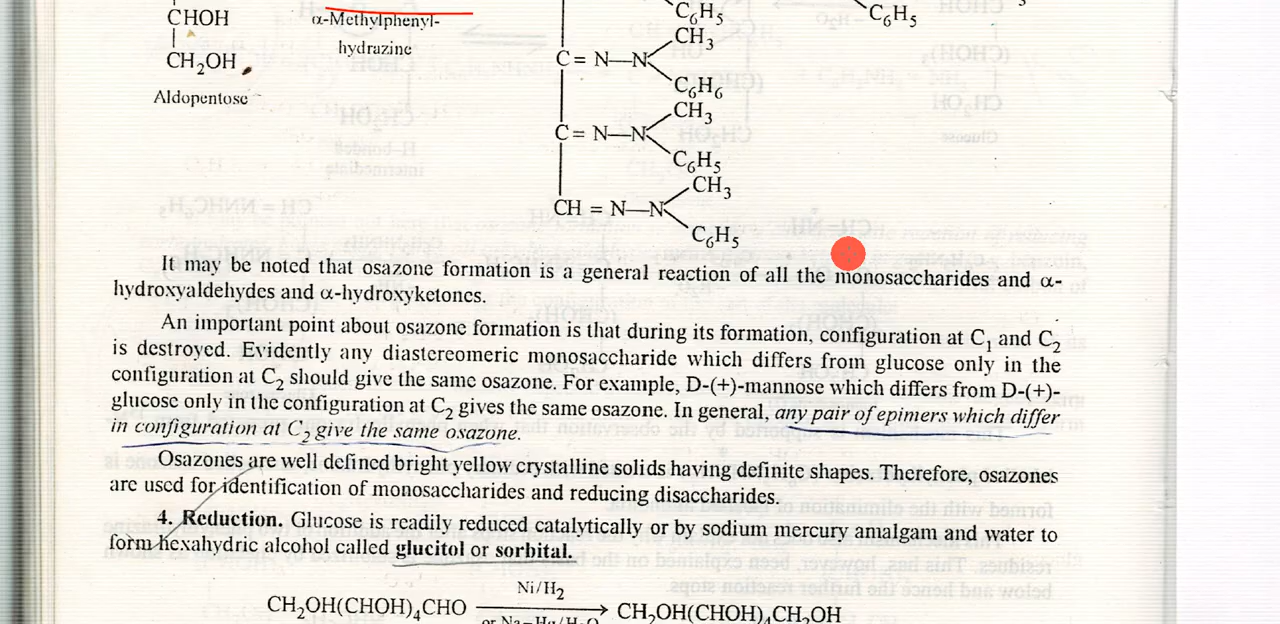 CHOH
CH₂OH
Aldopentose
α-Methylphenyl-
hydrazine
C₆H₅
CH₃
C = N—N
C₆H₆
CH₃
C = N—N
C₆H₅
CH₃
CH = N—N
C₆H₅
C₆H₅
It may be noted that osazone formation is a general reaction of all the monosaccharides and α-
hydroxyaldehydes and α-hydroxyketones.
An important point about osazone formation is that during its formation, configuration at C₁ and C₂
is destroyed. Evidently any diastereomeric monosaccharide which differs from glucose only in the
configuration at C₂ should give the same osazone. For example, D-(+)-mannose which differs from D-(+)-
glucose only in the configuration at C₂ gives the same osazone. In general, any pair of epimers which differ
in configuration at C₂ give the same osazone.
Osazones are well defined bright yellow crystalline solids having definite shapes. Therefore, osazones
are used for identification of monosaccharides and reducing disaccharides.
4. Reduction. Glucose is readily reduced catalytically or by sodium mercury amalgam and water to
form hexahydric alcohol called glucitol or sorbital.
Ni/H₂
CH₂OH(CHOH)₄CHO ⟶ CH₂OH(CHOH)₄CH₂OH
or Na–Hg/H₂O